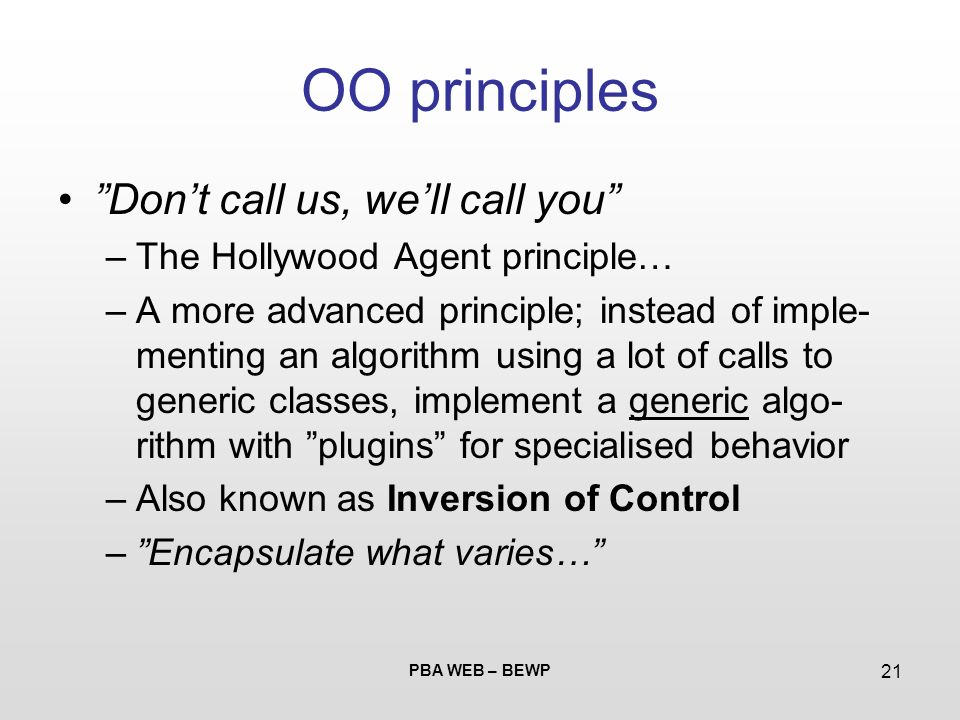 OO principles
• ”Don’t call us, we’ll call you”
– The Hollywood Agent principle…
– A more advanced principle; instead of imple-
menting an algorithm using a lot of calls to
generic classes, implement a generic algo-
rithm with ”plugins” for specialised behavior
– Also known as Inversion of Control
– ”Encapsulate what varies…”
PBA WEB – BEWP
21